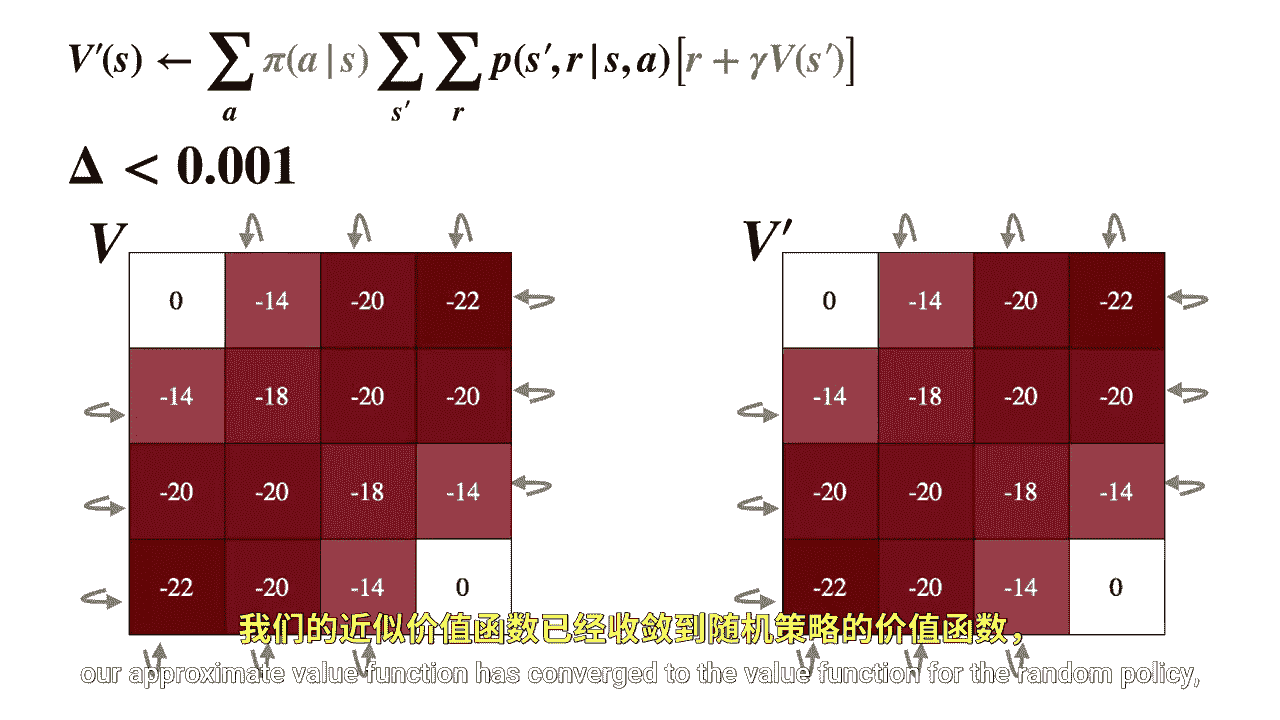 V′(s) ← ∑ₐ π(a | s) ∑ₛ′ ∑ᵣ p(s′, r | s, a)[r + γV(s′)]
Δ < 0.001
V
0 -14 -20 -22
-14 -18 -20 -20
-20 -20 -18 -14
-22 -20 -14 0
V′
0 -14 -20 -22
-14 -18 -20 -20
-20 -20 -18 -14
-22 -20 -14 0
我们的近似价值函数已经收敛到随机策略的价值函数，
our approximate value function has converged to the value function for the random policy,